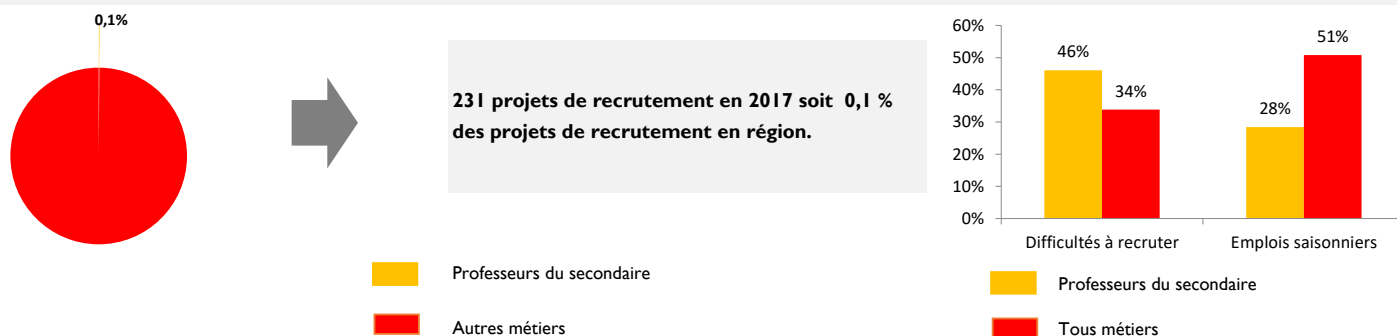 0,1%
231 projets de recrutement en 2017 soit 0,1 %
des projets de recrutement en région.
Professeurs du secondaire
Autres métiers
60%
50%
40%
30%
20%
10%
0%
46%
34%
28%
51%
Difficultés à recruter
Emplois saisonniers
Professeurs du secondaire
Tous métiers